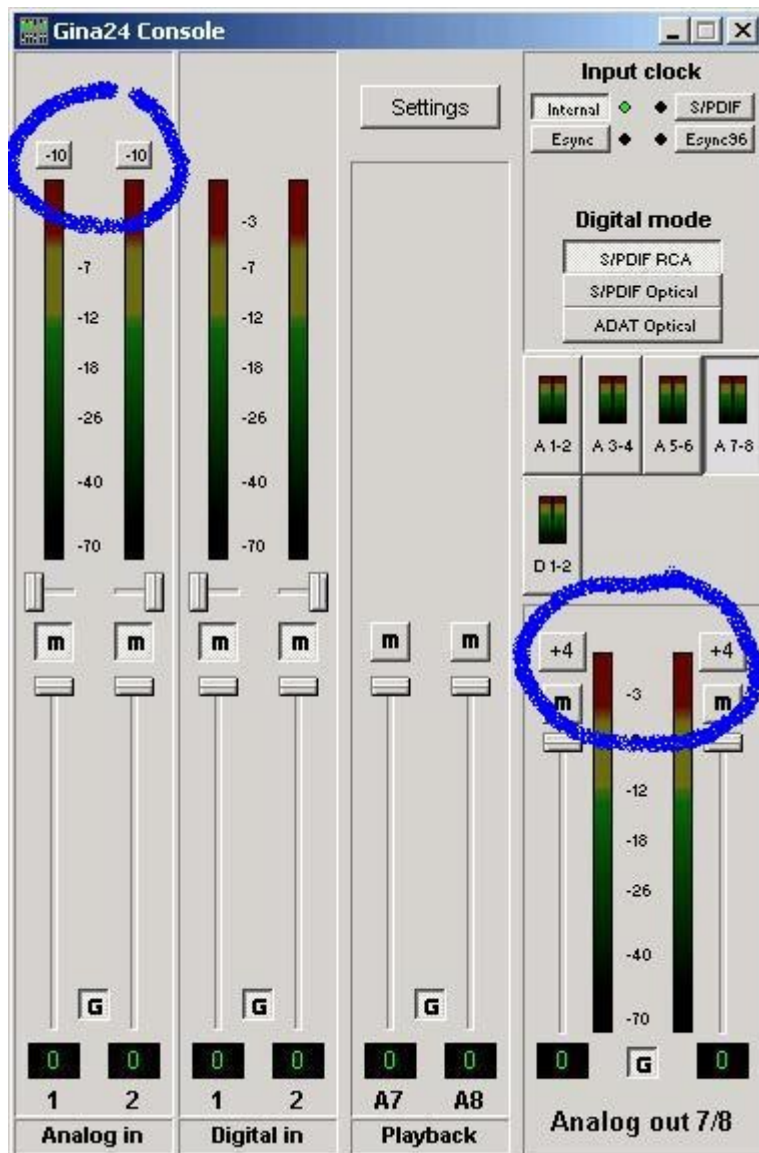 Gina24 Console
Input clock
Internal S/PDIF
Esync Esync96
Settings
Digital mode
S/PDIF RCA
S/PDIF Optical
ADAT Optical
-10 -10
-7
-12
-18
-26
-40
-70
-3
-7
-12
-18
-26
-40
-70
A 1-2 A 3-4 A 5-6 A 7-8
D 1-2
m m m m m m
+4 +4
m m
-3
-12
-18
-26
-40
-70
G G G G
0 0 0 0 0 0 0 0
1 2 1 2 A7 A8
Analog in Digital in Playback Analog out 7/8